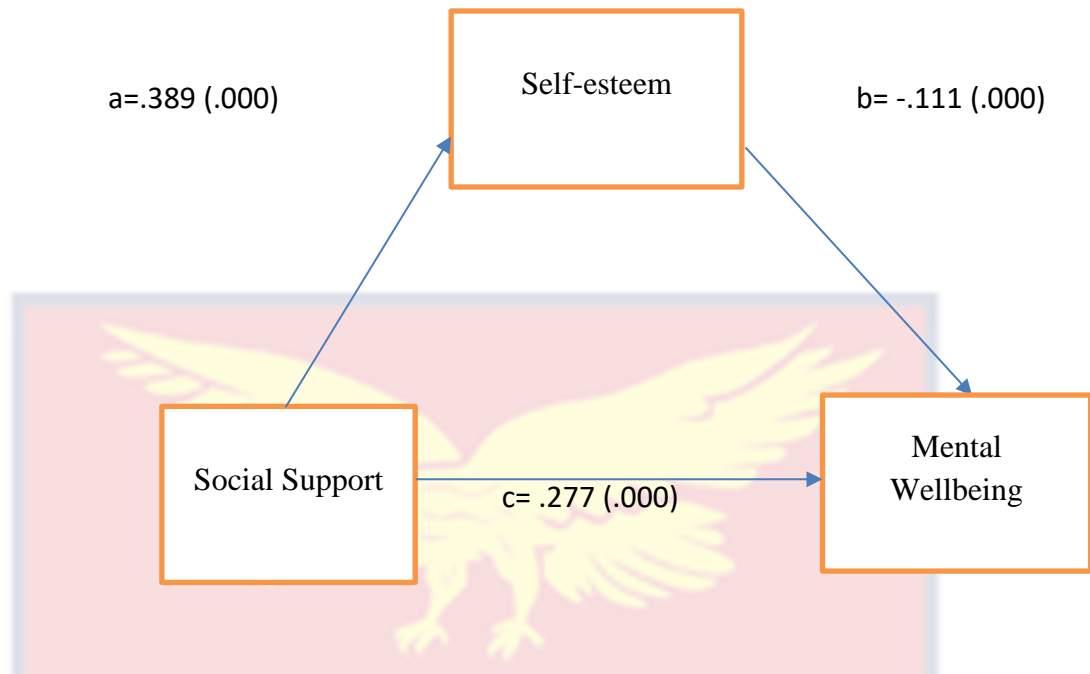 Self-esteem
a=.389 (.000)
b= -.111 (.000)
Social Support
c= .277 (.000)
Mental
Wellbeing